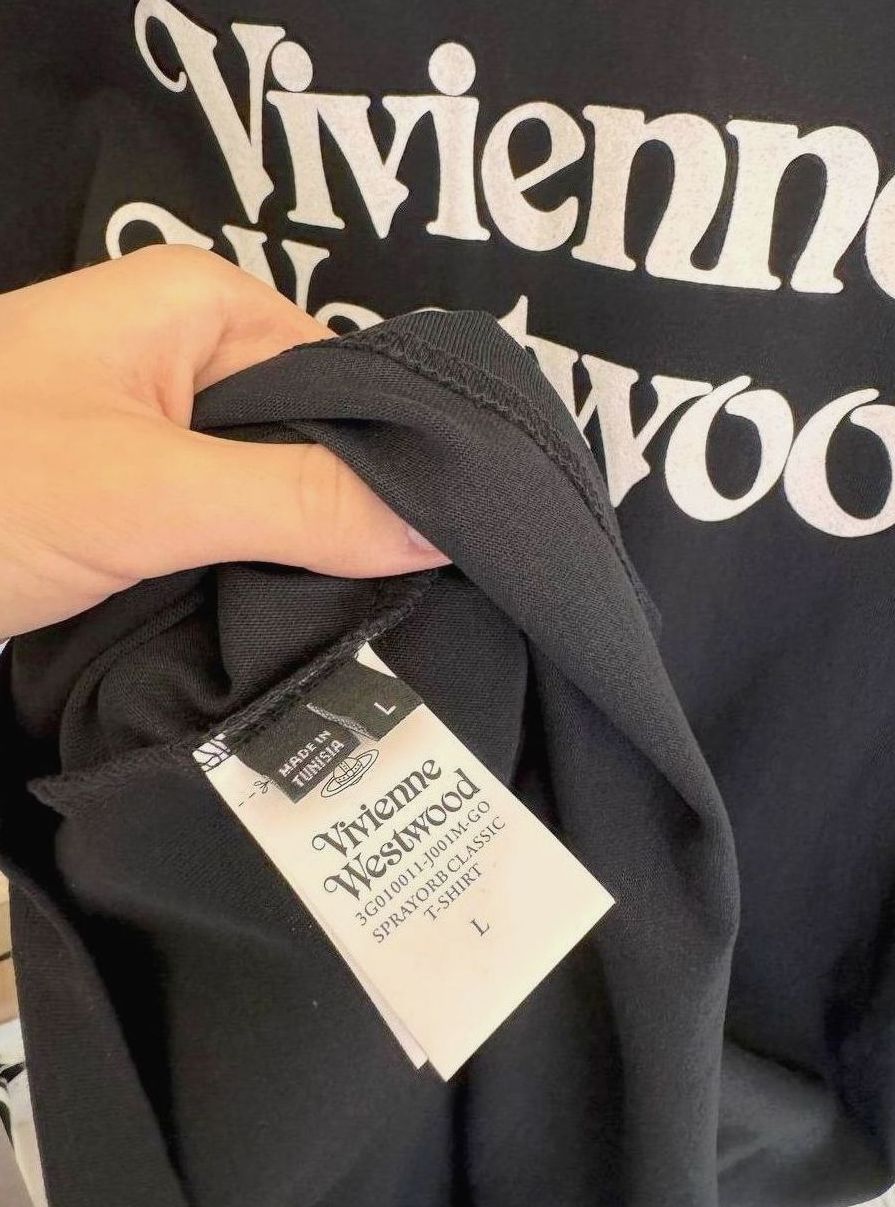 Vivienne
Westwood
L
MADE IN
TUNISIA
Vivienne
Westwood
3G010011-J001M-GO
SPRAYORB CLASSIC
T-SHIRT
L